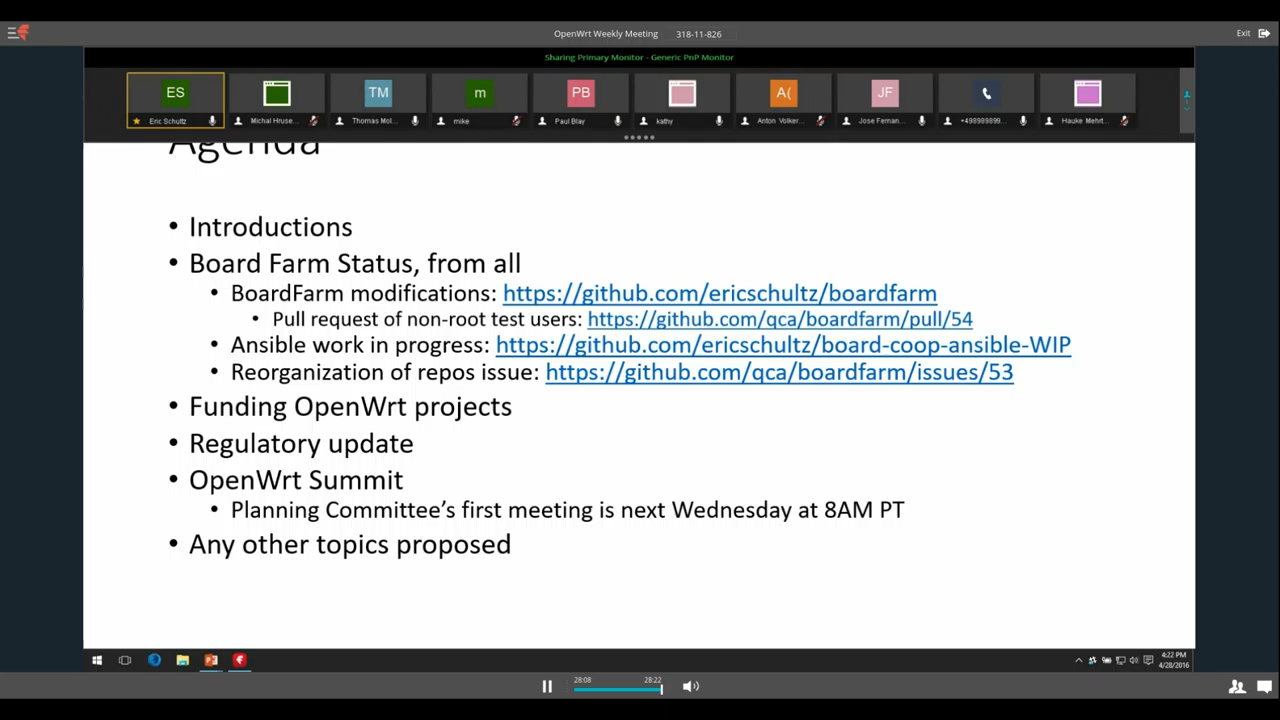 OpenWrt Weekly Meeting 318-11-826
Exit
Sharing Primary Monitor - Generic PnP Monitor
ES TM m PB A( JF
Eric Schultz Michal Hruse... Thomas Mol... mike Paul Blay kathy Anton Volker... Jose Fernan... +498989899... Hauke Mehrt...
Agenda
• Introductions
• Board Farm Status, from all
• BoardFarm modifications: https://github.com/ericschultz/boardfarm
• Pull request of non-root test users: https://github.com/qca/boardfarm/pull/54
• Ansible work in progress: https://github.com/ericschultz/board-coop-ansible-WIP
• Reorganization of repos issue: https://github.com/qca/boardfarm/issues/53
• Funding OpenWrt projects
• Regulatory update
• OpenWrt Summit
• Planning Committee's first meeting is next Wednesday at 8AM PT
• Any other topics proposed
4:22 PM
4/28/2016
28:08 28:22